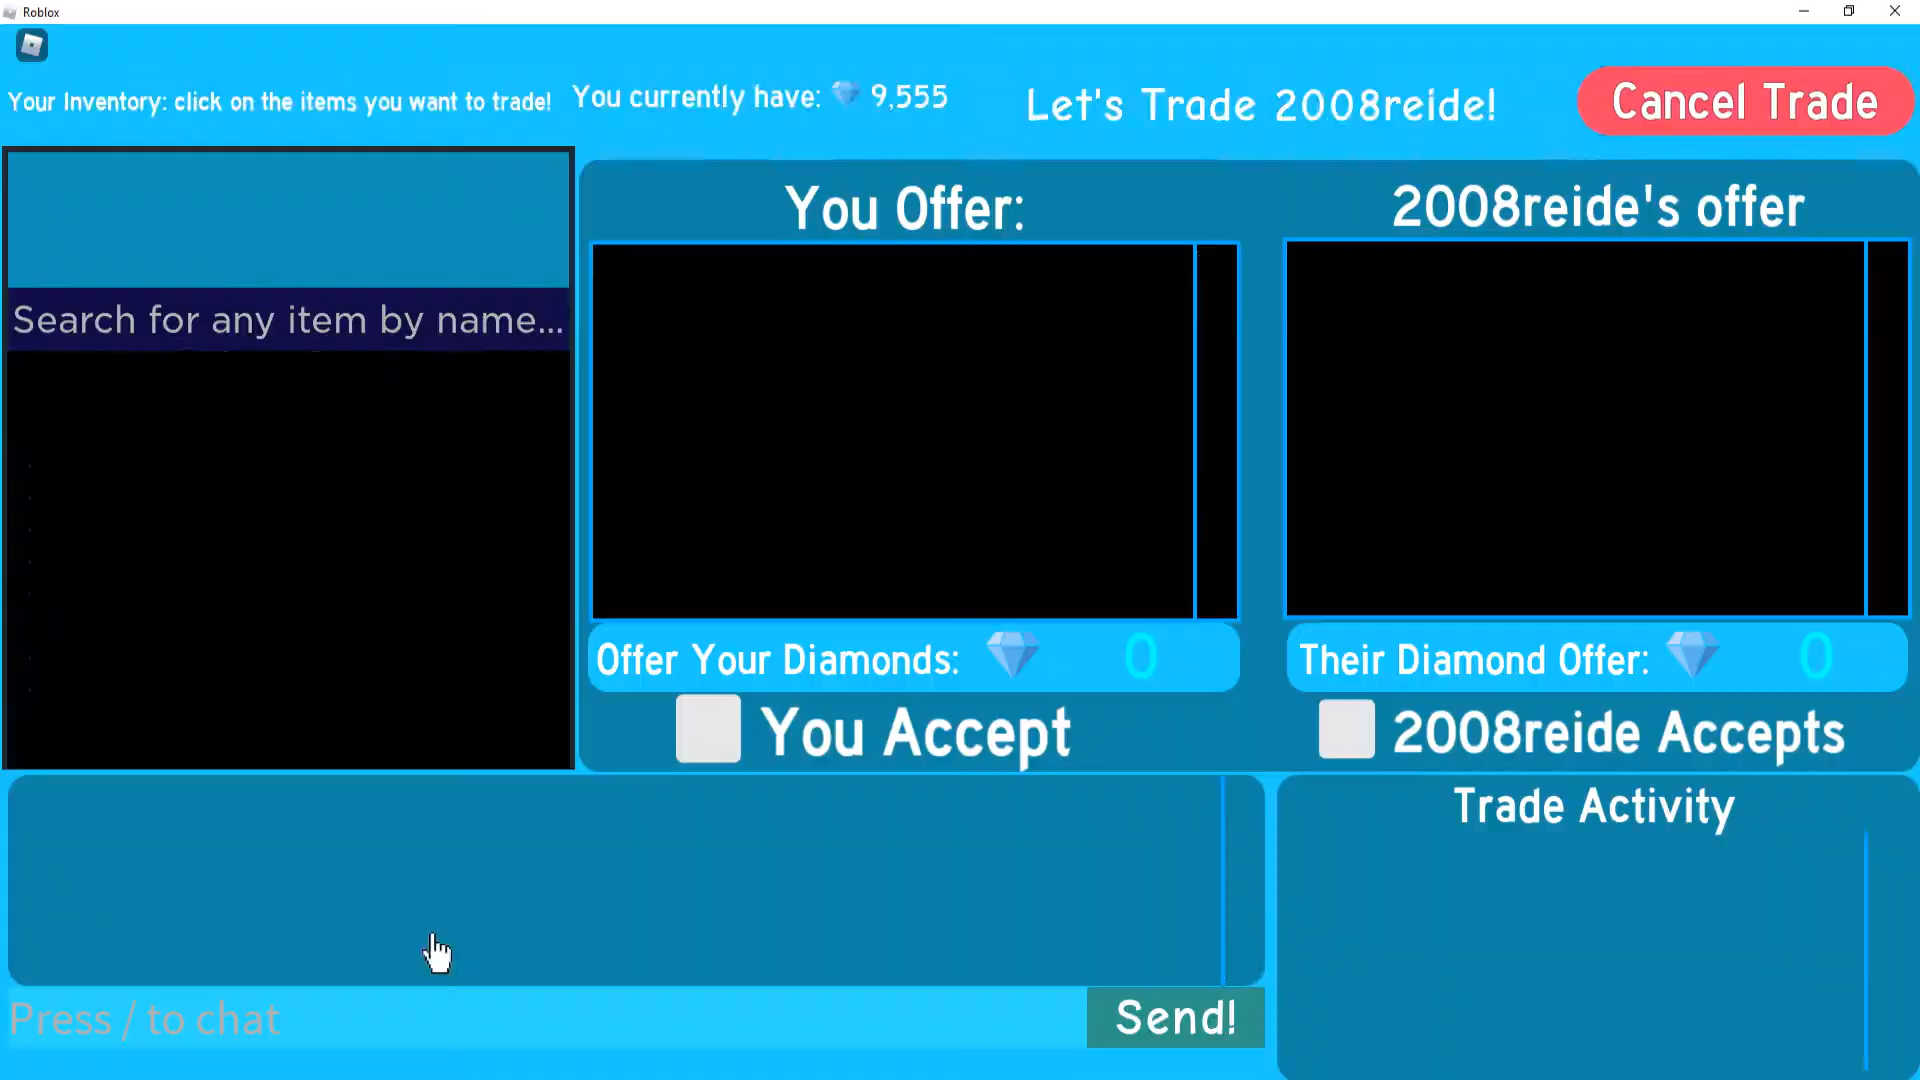 Roblox
Your Inventory: click on the items you want to trade!
You currently have: 9,555
Let's Trade 2008reide!
Cancel Trade
Search for any item by name...
You Offer:
2008reide's offer
Offer Your Diamonds: 0
Their Diamond Offer: 0
You Accept
2008reide Accepts
Trade Activity
Press / to chat
Send!